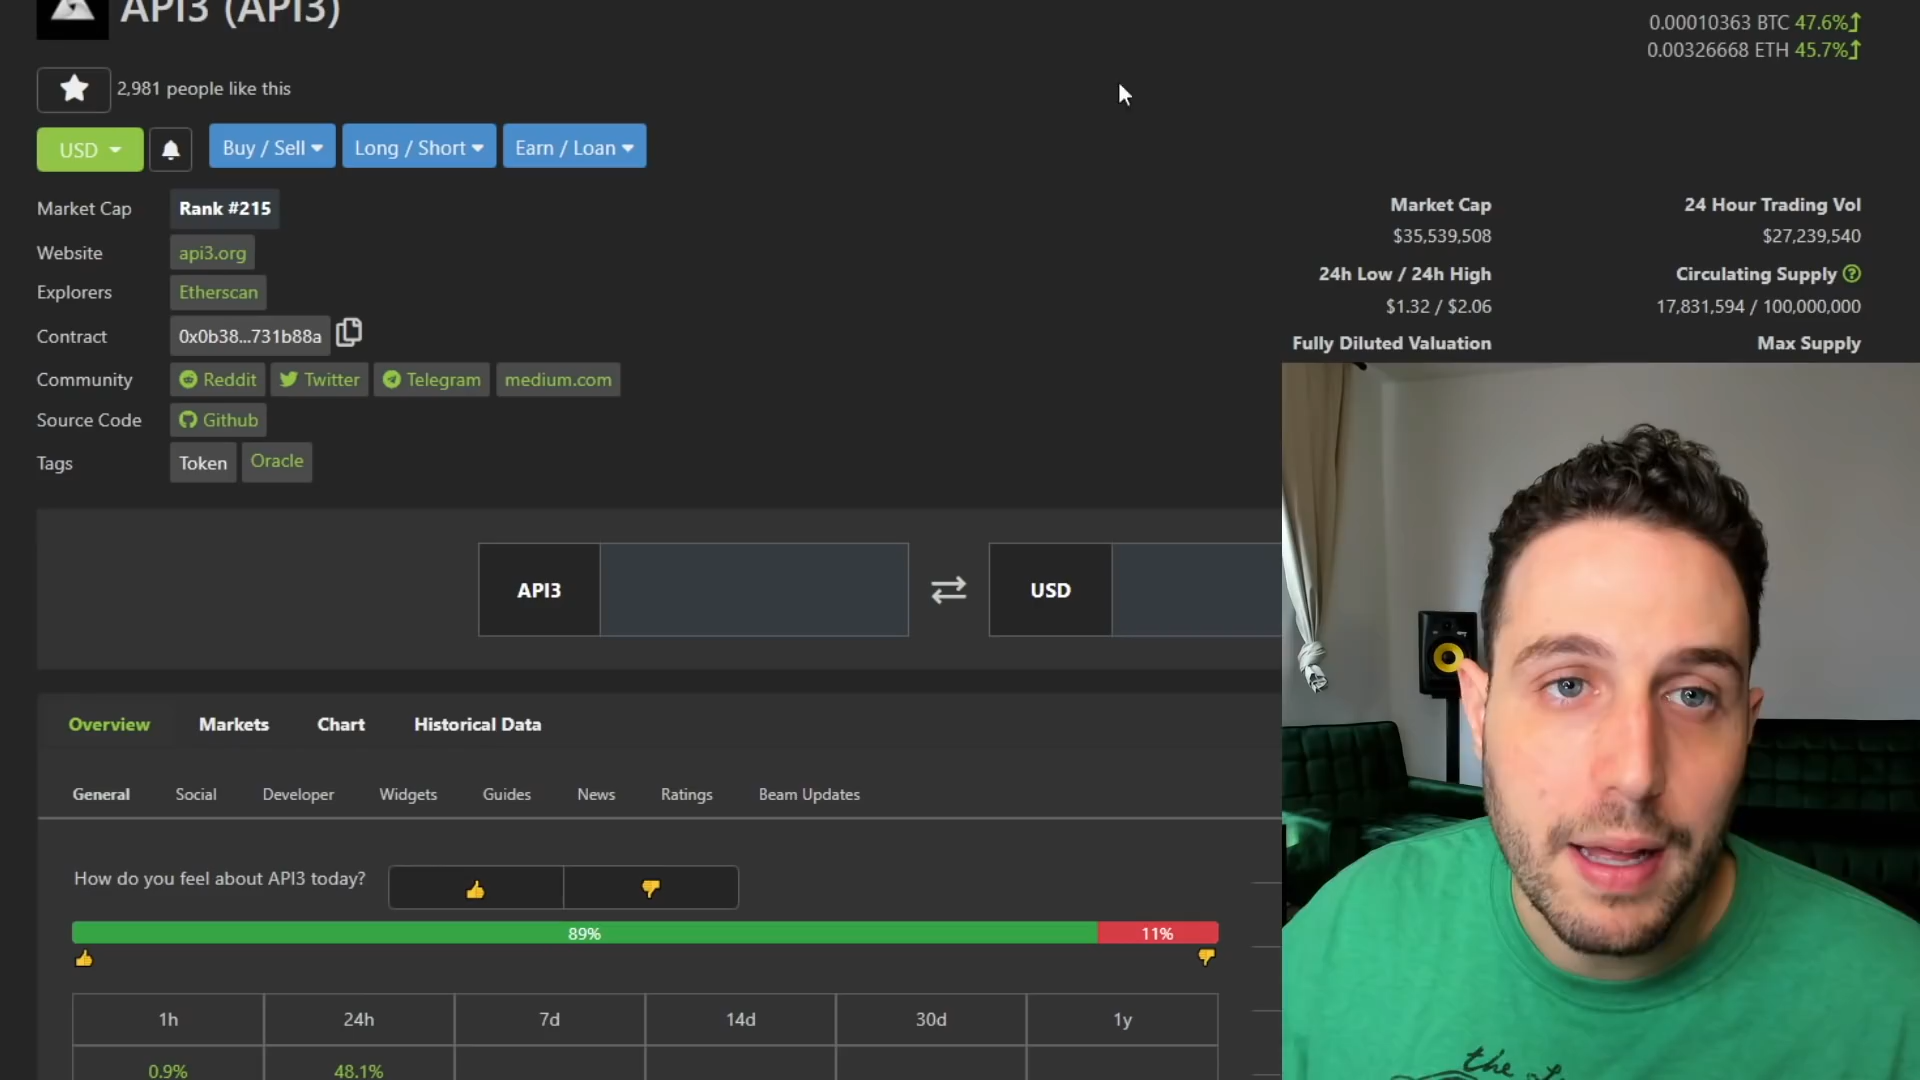 API3 (API3)
0.00010363 BTC 47.6%
0.00326668 ETH 45.7%
2,981 people like this
USD
Buy / Sell
Long / Short
Earn / Loan
Market Cap
Rank #215
Website
api3.org
Explorers
Etherscan
Contract
0x0b38...731b88a
Community
Reddit
Twitter
Telegram
medium.com
Source Code
Github
Tags
Token
Oracle
Market Cap
$35,539,508
24 Hour Trading Vol
$27,239,540
24h Low / 24h High
$1.32 / $2.06
Circulating Supply ?
17,831,594 / 100,000,000
Fully Diluted Valuation
Max Supply
API3
USD
Overview
Markets
Chart
Historical Data
General
Social
Developer
Widgets
Guides
News
Ratings
Beam Updates
How do you feel about API3 today?
89%
11%
1h
24h
7d
14d
30d
1y
0.9%
48.1%
the